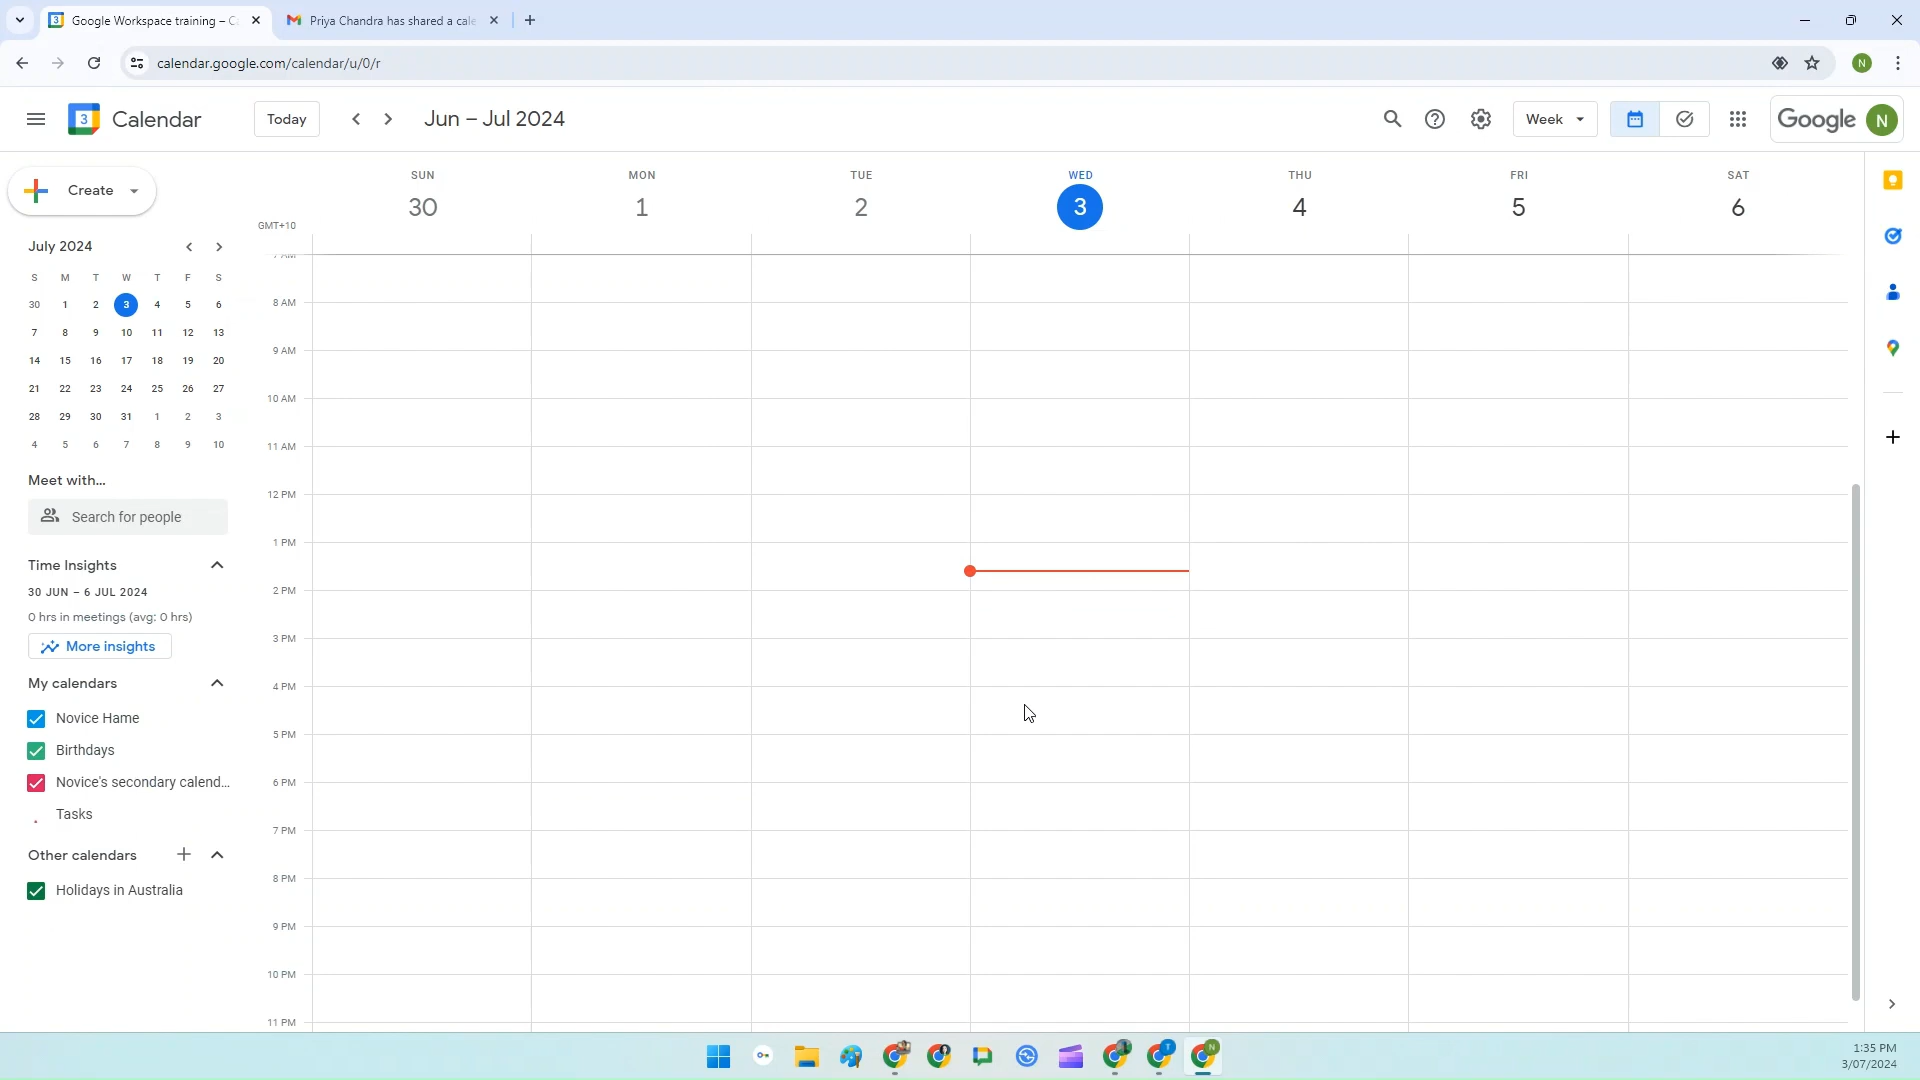 Google Workspace training – C
Priya Chandra has shared a cale
calendar.google.com/calendar/u/0/r
N
3
Calendar
Today
Jun – Jul 2024
Week
Google
N
Create
July 2024
S M T W T F S
30 1 2 3 4 5 6
7 8 9 10 11 12 13
14 15 16 17 18 19 20
21 22 23 24 25 26 27
28 29 30 31 1 2 3
4 5 6 7 8 9 10
Meet with...
Search for people
Time Insights
30 JUN – 6 JUL 2024
0 hrs in meetings (avg: 0 hrs)
More insights
My calendars
Novice Hame
Birthdays
Novice's secondary calend...
Tasks
Other calendars
Holidays in Australia
SUN MON TUE WED THU FRI SAT
30 1 2 3 4 5 6
GMT+10
7 AM
8 AM
9 AM
10 AM
11 AM
12 PM
1 PM
2 PM
3 PM
4 PM
5 PM
6 PM
7 PM
8 PM
9 PM
10 PM
11 PM
T
N
1:35 PM
3/07/2024